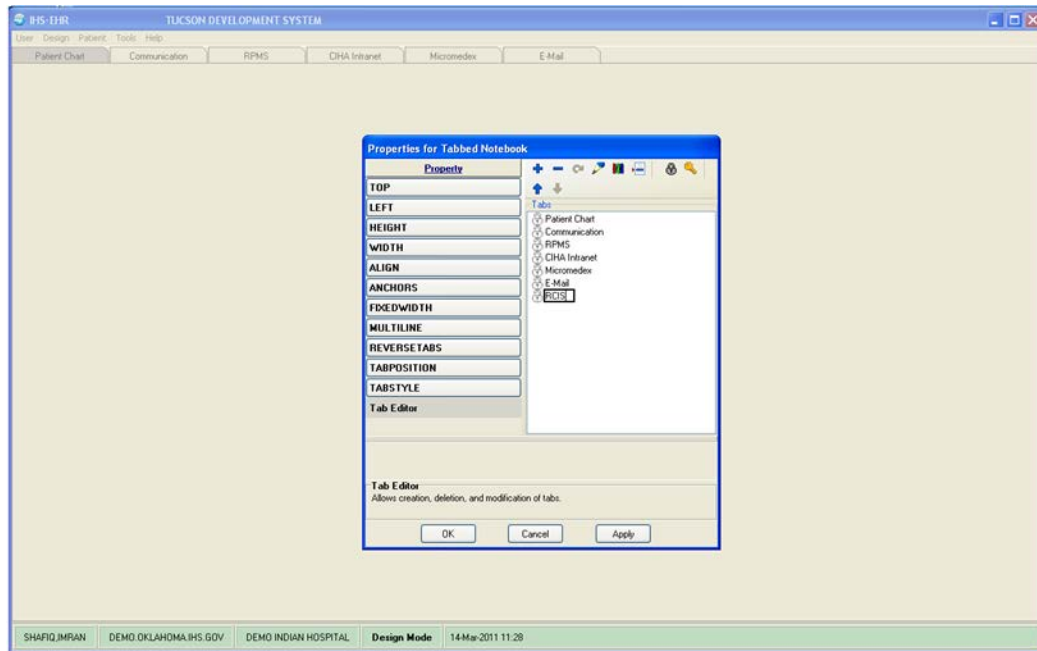 IHS-EHR TUCSON DEVELOPMENT SYSTEM
User Design Patient Tools Help
Patient Chart Communication RPMS CIHA Intranet Micromedex E-Mail
Properties for Tabbed Notebook
Property
TOP
LEFT
HEIGHT
WIDTH
ALIGN
ANCHORS
FIXEDWIDTH
MULTILINE
REVERSETABS
TABPOSITION
TABSTYLE
Tab Editor
Tabs
Patient Chart
Communication
RPMS
CIHA Intranet
Micromedex
E-Mail
RCIS
Tab Editor
Allows creation, deletion, and modification of tabs.
OK Cancel Apply
SHAFIQ,IMRAN DEMO.OKLAHOMA.IHS.GOV DEMO INDIAN HOSPITAL Design Mode 14-Mar-2011 11:28